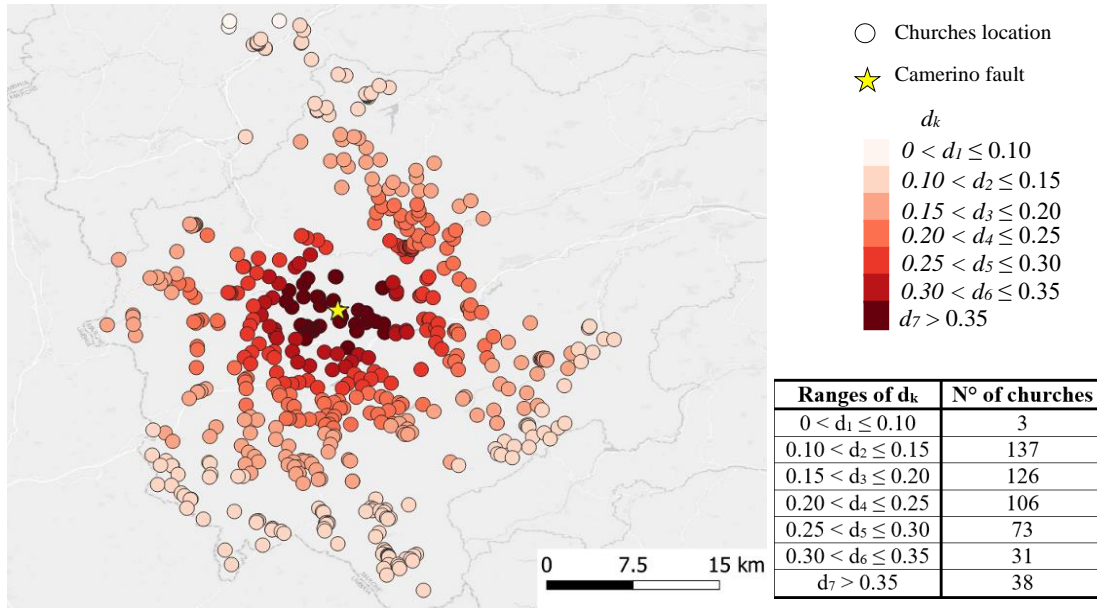 Churches location
Camerino fault
dk
0 < d1 ≤ 0.10
0.10 < d2 ≤ 0.15
0.15 < d3 ≤ 0.20
0.20 < d4 ≤ 0.25
0.25 < d5 ≤ 0.30
0.30 < d6 ≤ 0.35
d7 > 0.35
Ranges of dk N° of churches
0 < d1 ≤ 0.10 3
0.10 < d2 ≤ 0.15 137
0.15 < d3 ≤ 0.20 126
0.20 < d4 ≤ 0.25 106
0.25 < d5 ≤ 0.30 73
0.30 < d6 ≤ 0.35 31
d7 > 0.35 38
0 7.5 15 km